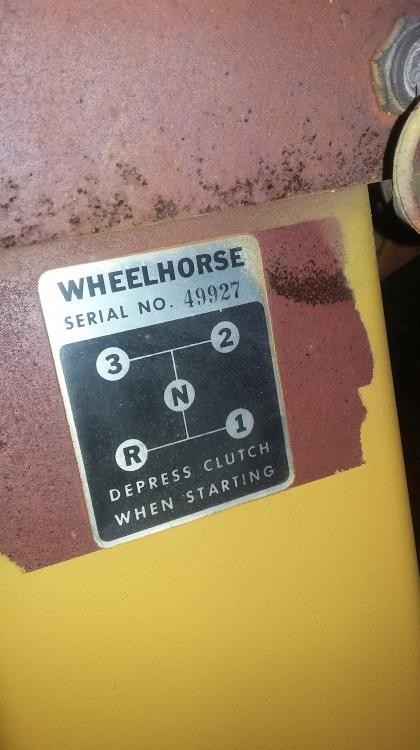 WHEELHORSE
SERIAL NO. 49927
3 2
N
R 1
DEPRESS CLUTCH
WHEN STARTING